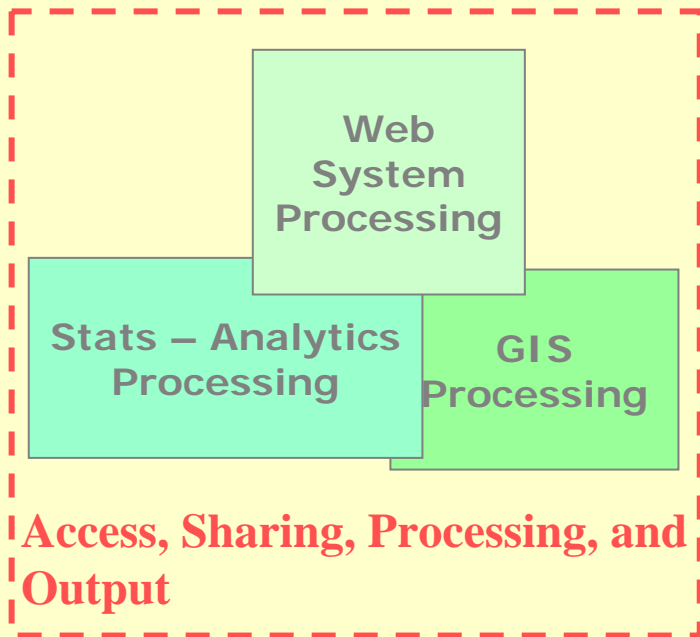 Web
System
Processing
Stats – Analytics
Processing
GIS
Processing
Access, Sharing, Processing, and
Output